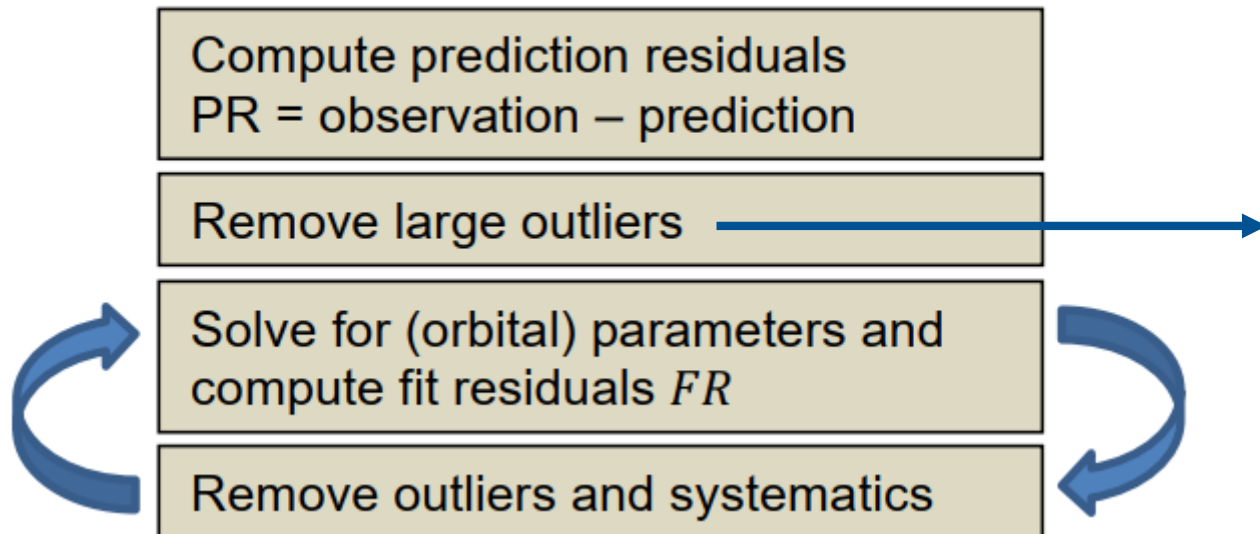 Compute prediction residuals
PR = observation – prediction
Remove large outliers
Solve for (orbital) parameters and
compute fit residuals FR
Remove outliers and systematics